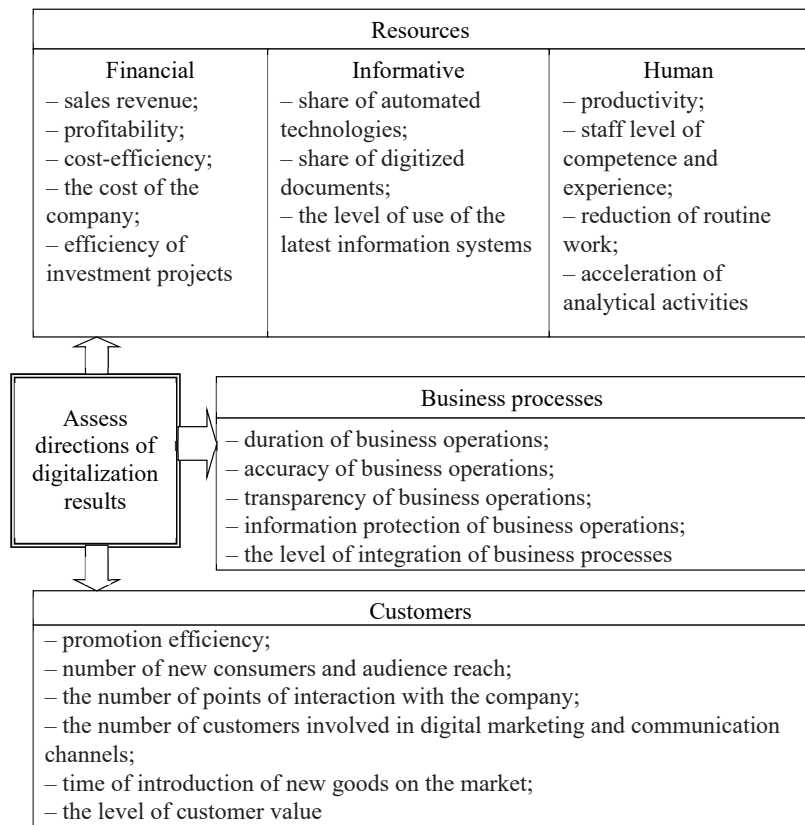 Resources
Financial
– sales revenue;
– profitability;
– cost-efficiency;
– the cost of the
company;
– efficiency of
investment projects
Informative
– share of automated
technologies;
– share of digitized
documents;
– the level of use of the
latest information systems
Human
– productivity;
– staff level of
competence and
experience;
– reduction of routine
work;
– acceleration of
analytical activities
Assess
directions of
digitalization
results
Business processes
– duration of business operations;
– accuracy of business operations;
– transparency of business operations;
– information protection of business operations;
– the level of integration of business processes
Customers
– promotion efficiency;
– number of new consumers and audience reach;
– the number of points of interaction with the company;
– the number of customers involved in digital marketing and communication
channels;
– time of introduction of new goods on the market;
– the level of customer value